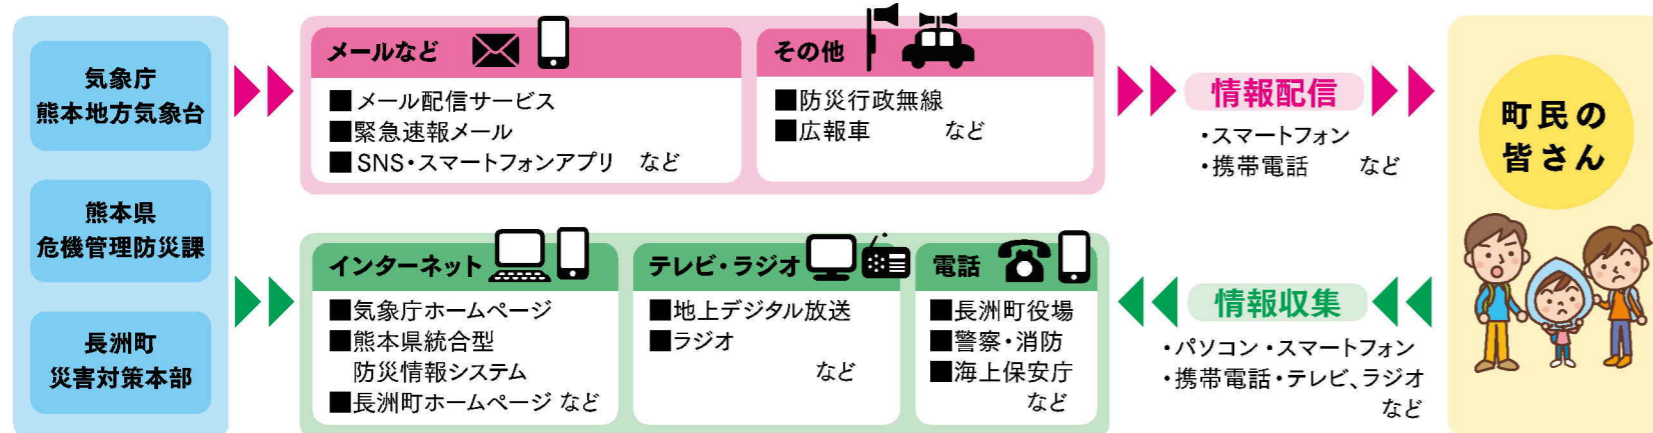 気象庁
熊本地方気象台
熊本県
危機管理防災課
長洲町
災害対策本部
メールなど
■メール配信サービス
■緊急速報メール
■SNS・スマートフォンアプリ など
その他
■防災行政無線
■広報車 など
情報配信
・スマートフォン
・携帯電話 など
インターネット
■気象庁ホームページ
■熊本県統合型
防災情報システム
■長洲町ホームページ など
テレビ・ラジオ
■地上デジタル放送
■ラジオ
など
電話
■長洲町役場
■警察・消防
■海上保安庁
など
情報収集
・パソコン・スマートフォン
・携帯電話・テレビ、ラジオ
など
町民の
皆さん